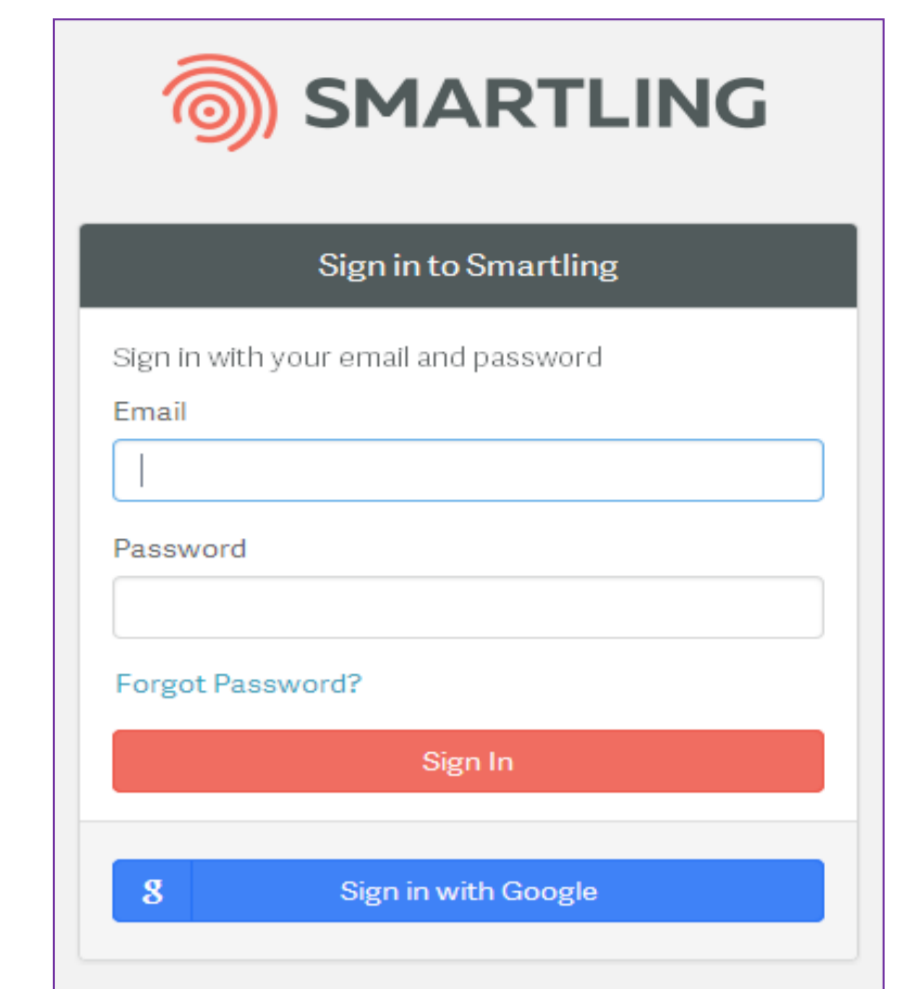 SMARTLING
Sign in to Smartling
Sign in with your email and password
Email
Password
Forgot Password?
Sign In
g Sign in with Google